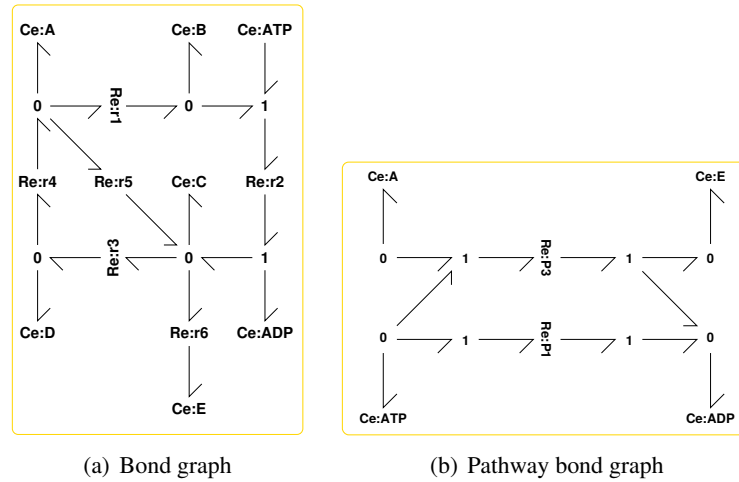 Ce:A Ce:B Ce:ATP
0 Re:r1 0 1
Re:r4 Re:r5 Ce:C Re:r2
0 Re:r3 0 1
Ce:D Re:r6 Ce:ADP
Ce:E
(a) Bond graph
Ce:A Ce:E
0 1 Re:P3 1 0
0 1 Re:P1 1 0
Ce:ATP Ce:ADP
(b) Pathway bond graph